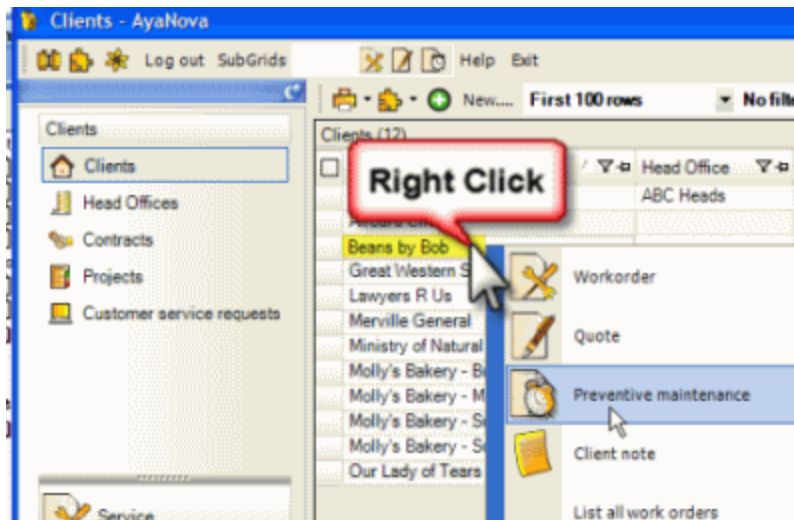 Clients - AyaNova
Log out SubGrids Help Exit
New.... First 100 rows No filte
Clients
Clients
Head Offices
Contracts
Projects
Customer service requests
Service
Clients (12)
Right Click
Head Office
ABC Heads
Beans by Bob
Great Western S
Lawyers R Us
Merville General
Ministry of Natural
Molly's Bakery - B
Molly's Bakery - M
Molly's Bakery - S
Molly's Bakery - S
Our Lady of Tears
Workorder
Quote
Preventive maintenance
Client note
List all work orders